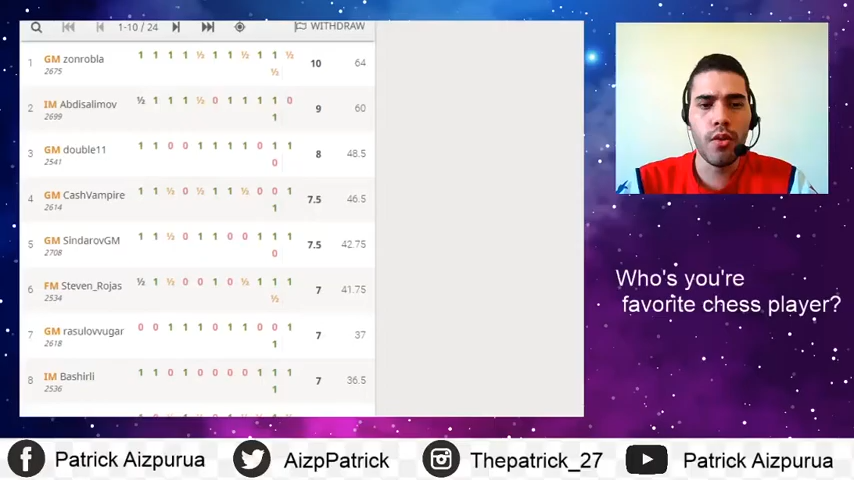 1-10 / 24 WITHDRAW
1 GM zonrobla 1 1 1 1 ½ 1 1 ½ 1 1 ½ 10 64
2675 ½
2 IM Abdisalimov ½ 1 1 1 ½ 0 1 1 1 1 0 9 60
2699 1
3 GM double11 1 1 0 0 1 1 1 1 0 1 1 8 48.5
2541 0
4 GM CashVampire 1 1 ½ 0 ½ 1 1 ½ 0 0 1 7.5 46.5
2614 1
5 GM SindarovGM 1 1 ½ 0 1 1 0 0 1 1 1 7.5 42.75
2708 0
6 FM Steven_Rojas ½ 1 ½ 0 0 1 0 ½ 1 1 1 7 41.75
2534 ½
7 GM rasulovvugar 0 0 1 1 1 0 1 1 0 0 1 7 37
2618 1
8 IM Bashirli 1 1 0 1 0 0 0 0 1 1 1 7 36.5
2536 1
Who's you're
favorite chess player?
Patrick Aizpurua AizpPatrick Thepatrick_27 Patrick Aizpurua